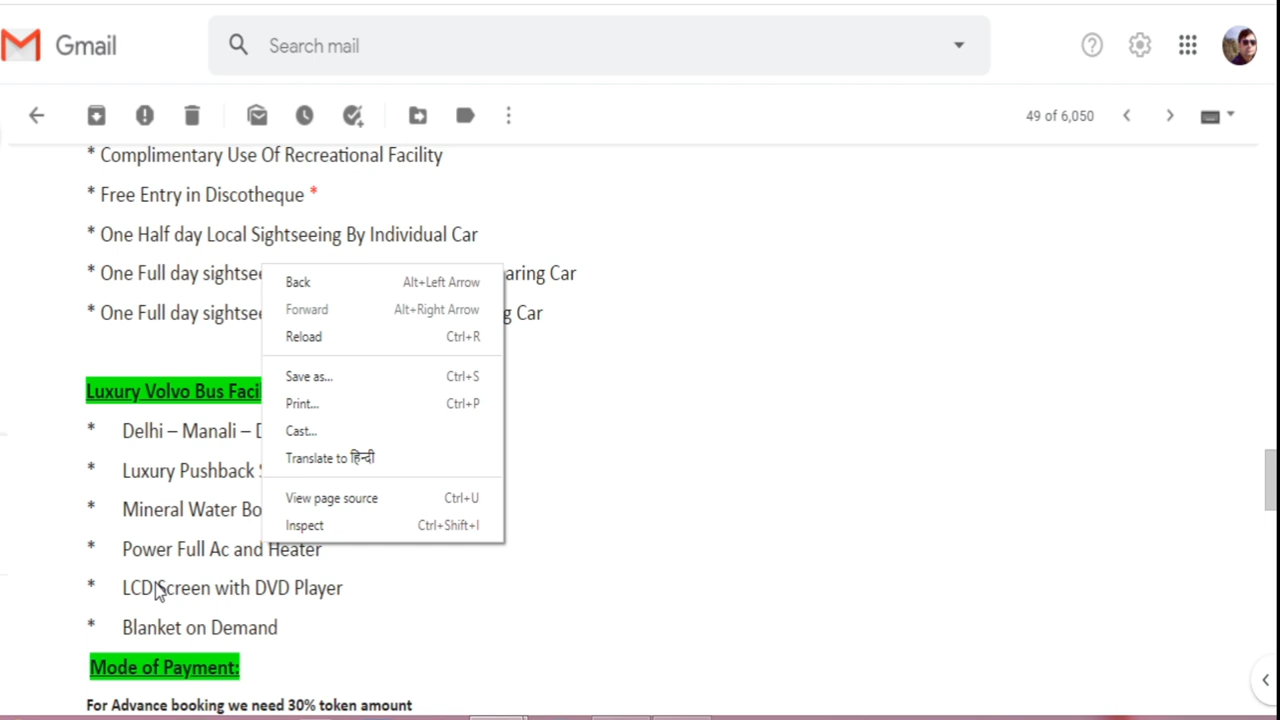 Gmail
Search mail
49 of 6,050
* Complimentary Use Of Recreational Facility
* Free Entry in Discotheque *
* One Half day Local Sightseeing By Individual Car
* One Full day sightsee
aring Car
* One Full day sightsee
g Car
Back Alt+Left Arrow
Forward Alt+Right Arrow
Reload Ctrl+R
Save as... Ctrl+S
Print... Ctrl+P
Cast...
Translate to हिन्दी
View page source Ctrl+U
Inspect Ctrl+Shift+I
Luxury Volvo Bus Faci
* Delhi – Manali –
* Luxury Pushback
* Mineral Water Bo
* Power Full Ac and Heater
* LCD Screen with DVD Player
* Blanket on Demand
Mode of Payment:
For Advance booking we need 30% token amount